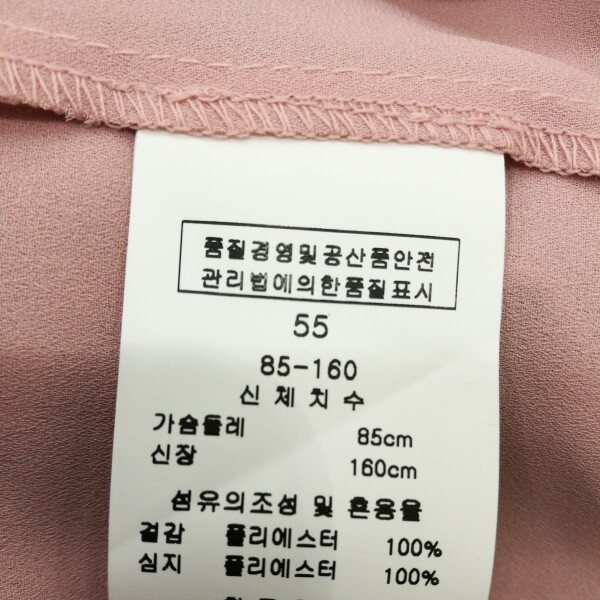 품질경영및공산품안전
관리법에의한품질표시
55
85-160
신체치수
가슴둘레 85cm
신장 160cm
섬유의조성 및 혼용율
겉감 폴리에스터 100%
심지 폴리에스터 100%